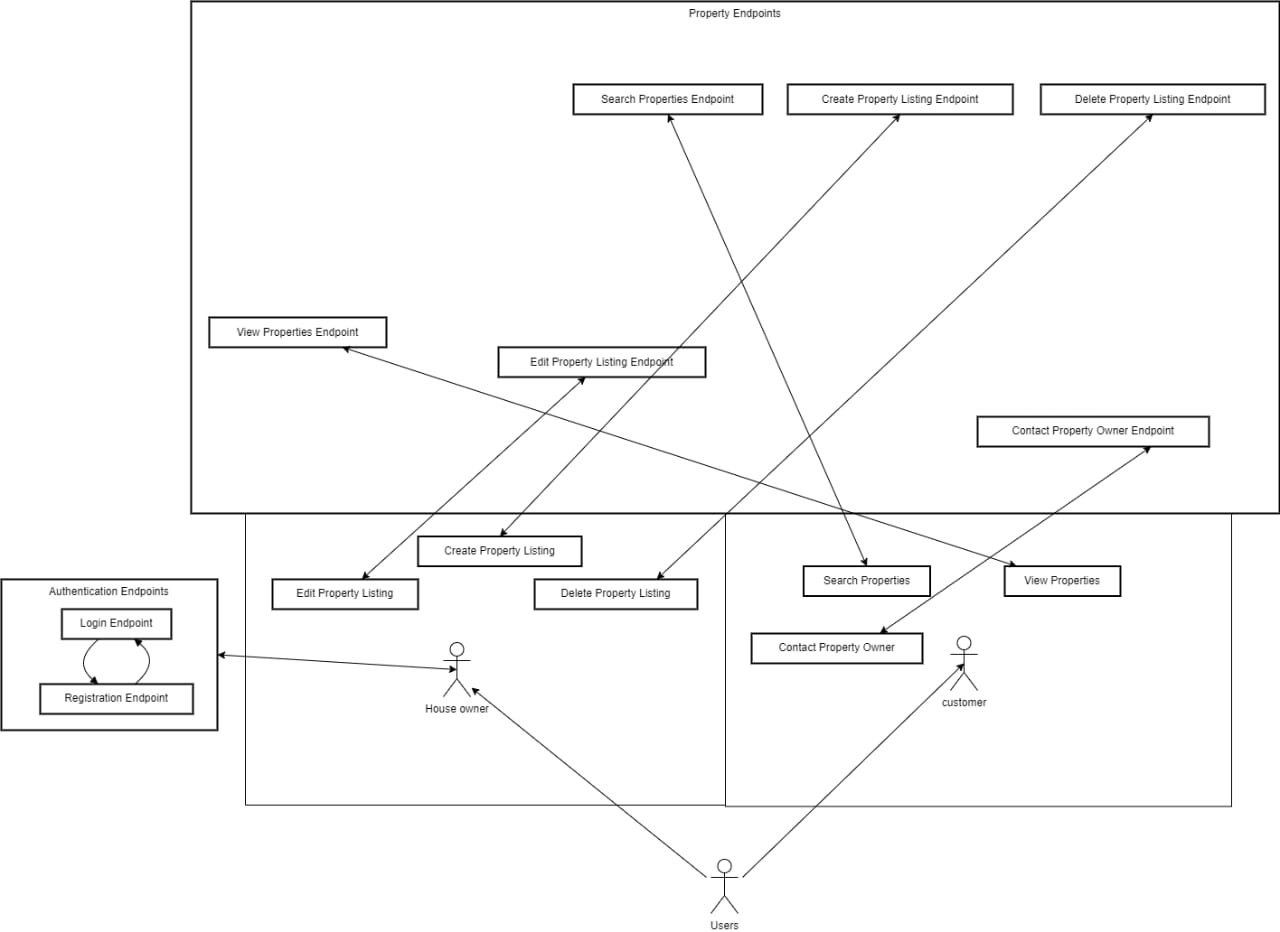 Property Endpoints
Search Properties Endpoint
Create Property Listing Endpoint
Delete Property Listing Endpoint
View Properties Endpoint
Edit Property Listing Endpoint
Contact Property Owner Endpoint
Create Property Listing
Edit Property Listing
Delete Property Listing
Search Properties
View Properties
Contact Property Owner
Authentication Endpoints
Login Endpoint
Registration Endpoint
House owner
customer
Users